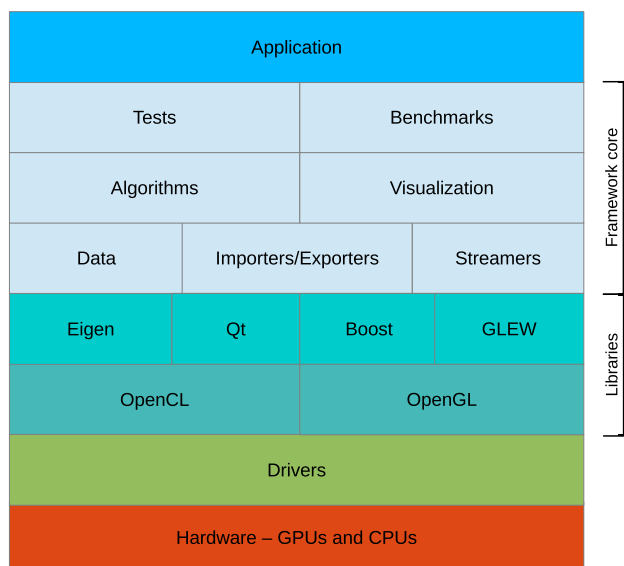 Application
Tests
Benchmarks
Algorithms
Visualization
Data
Importers/Exporters
Streamers
Framework core
Eigen
Qt
Boost
GLEW
OpenCL
OpenGL
Libraries
Drivers
Hardware – GPUs and CPUs